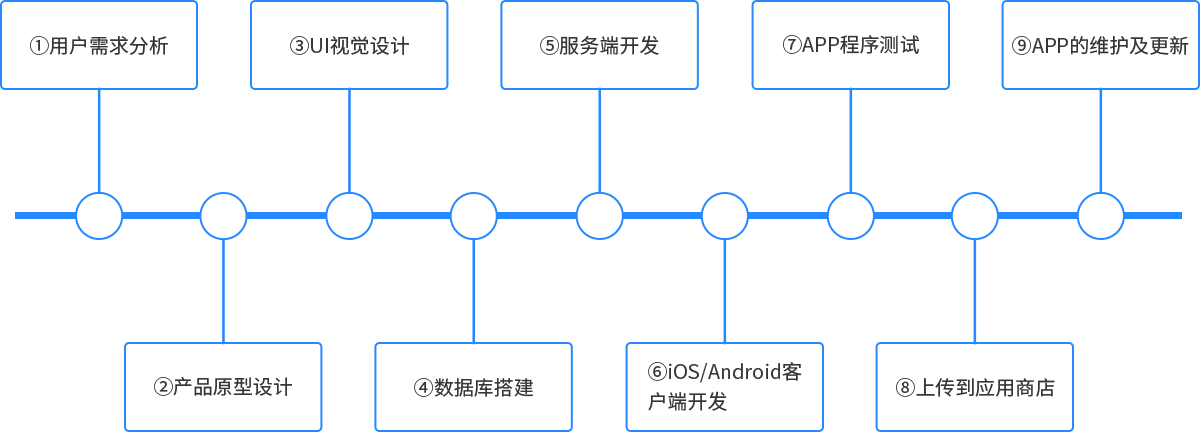 ①用户需求分析
②产品原型设计
③UI视觉设计
④数据库搭建
⑤服务端开发
⑥iOS/Android客
户端开发
⑦APP程序测试
⑧上传到应用商店
⑨APP的维护及更新